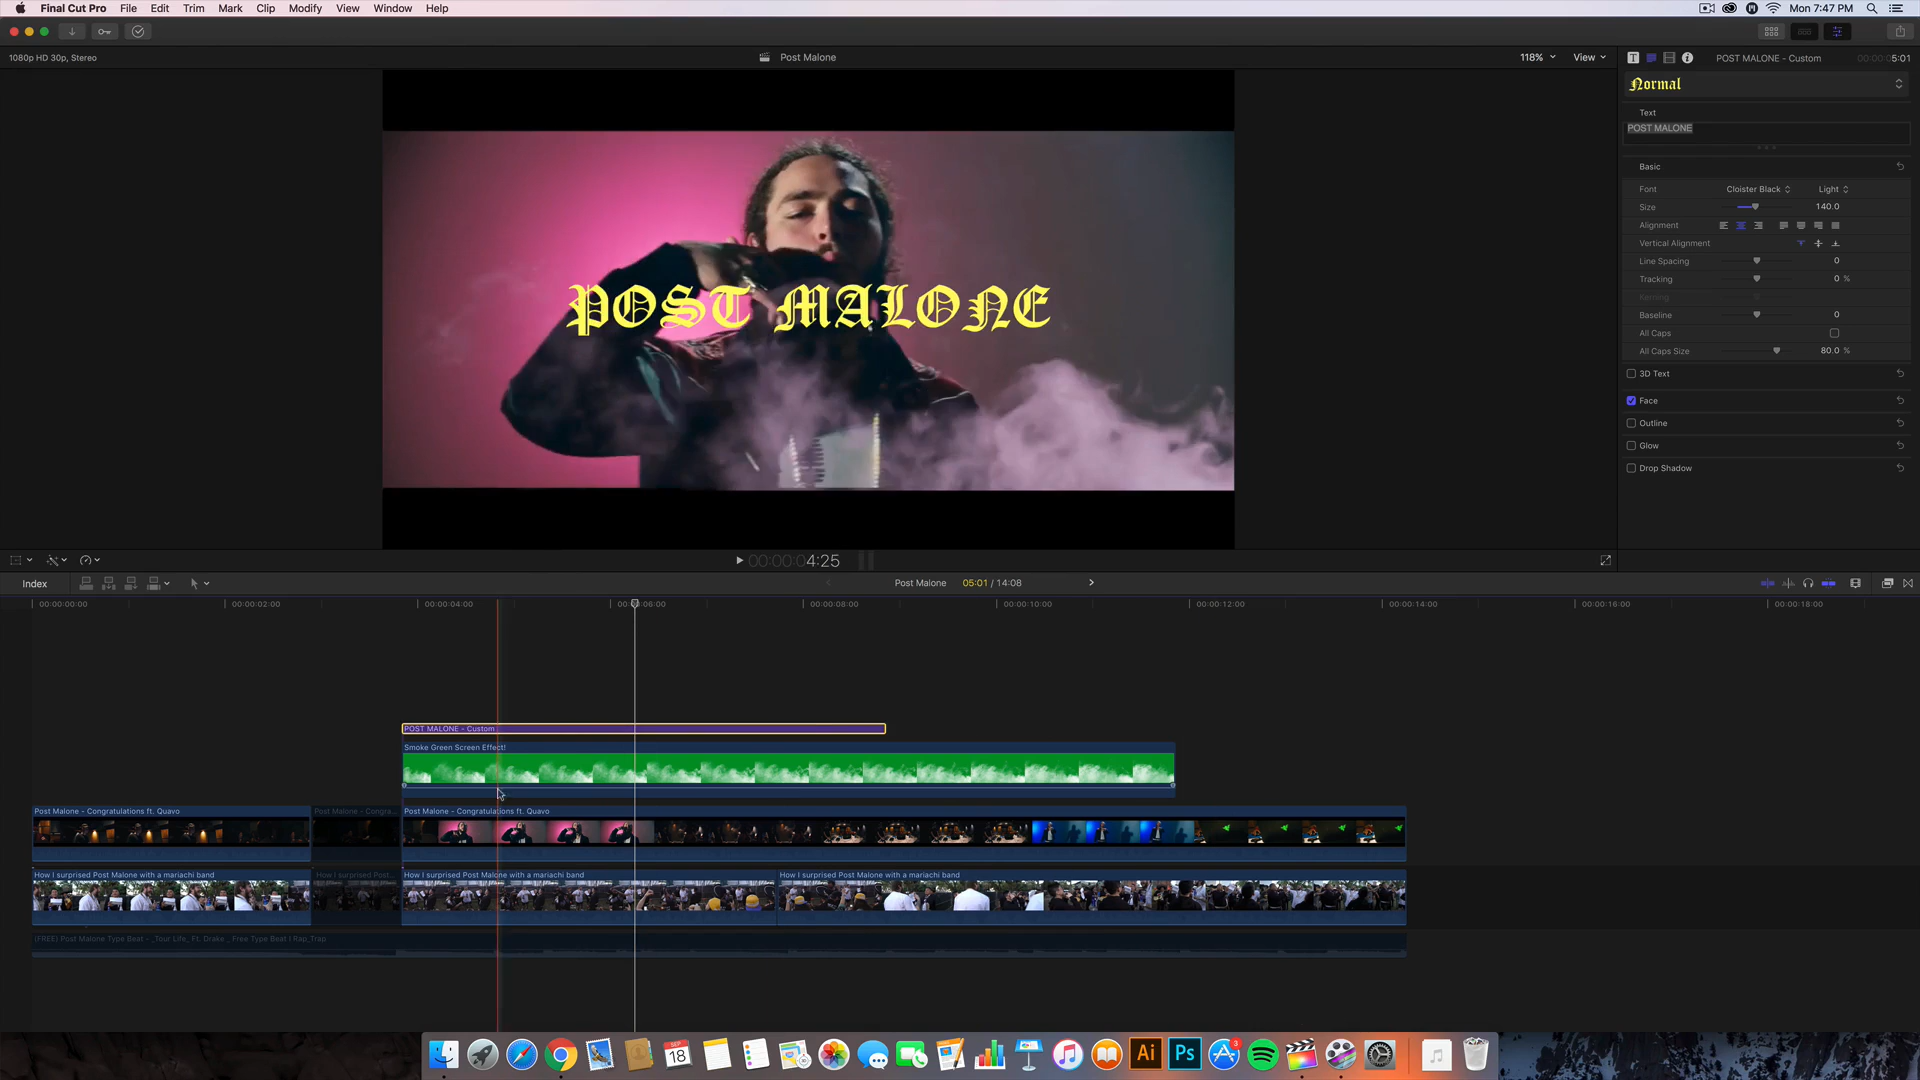 Final Cut Pro File Edit Trim Mark Clip Modify View Window Help Mon 7:47 PM
1080p HD 30p, Stereo Post Malone 118% View POST MALONE - Custom 00:00:05:01
Normal
Text
POST MALONE
Basic
Font Cloister Black Light
Size 140.0
Alignment
Vertical Alignment
Line Spacing 0
Tracking 0 %
Kerning
Baseline 0
All Caps
All Caps Size 80.0 %
3D Text
Face
Outline
Glow
Drop Shadow
POST MALONE
00:00:04:25
Index Post Malone 05:01 / 14:08
00:00:00:00 00:00:02:00 00:00:04:00 00:00:06:00 00:00:08:00 00:00:10:00 00:00:12:00 00:00:14:00 00:00:16:00 00:00:18:00
POST MALONE - Custom
Smoke Green Screen Effect!
Post Malone - Congratulations ft. Quavo Post Malone - Congra... Post Malone - Congratulations ft. Quavo
How I surprised Post Malone with a mariachi band How I surprised Post... How I surprised Post Malone with a mariachi band How I surprised Post Malone with a mariachi band
(FREE) Post Malone Type Beat - _Tour Life_ Ft. Drake _ Free Type Beat I Rap_Trap
SEP
18
Ai
Ps
3